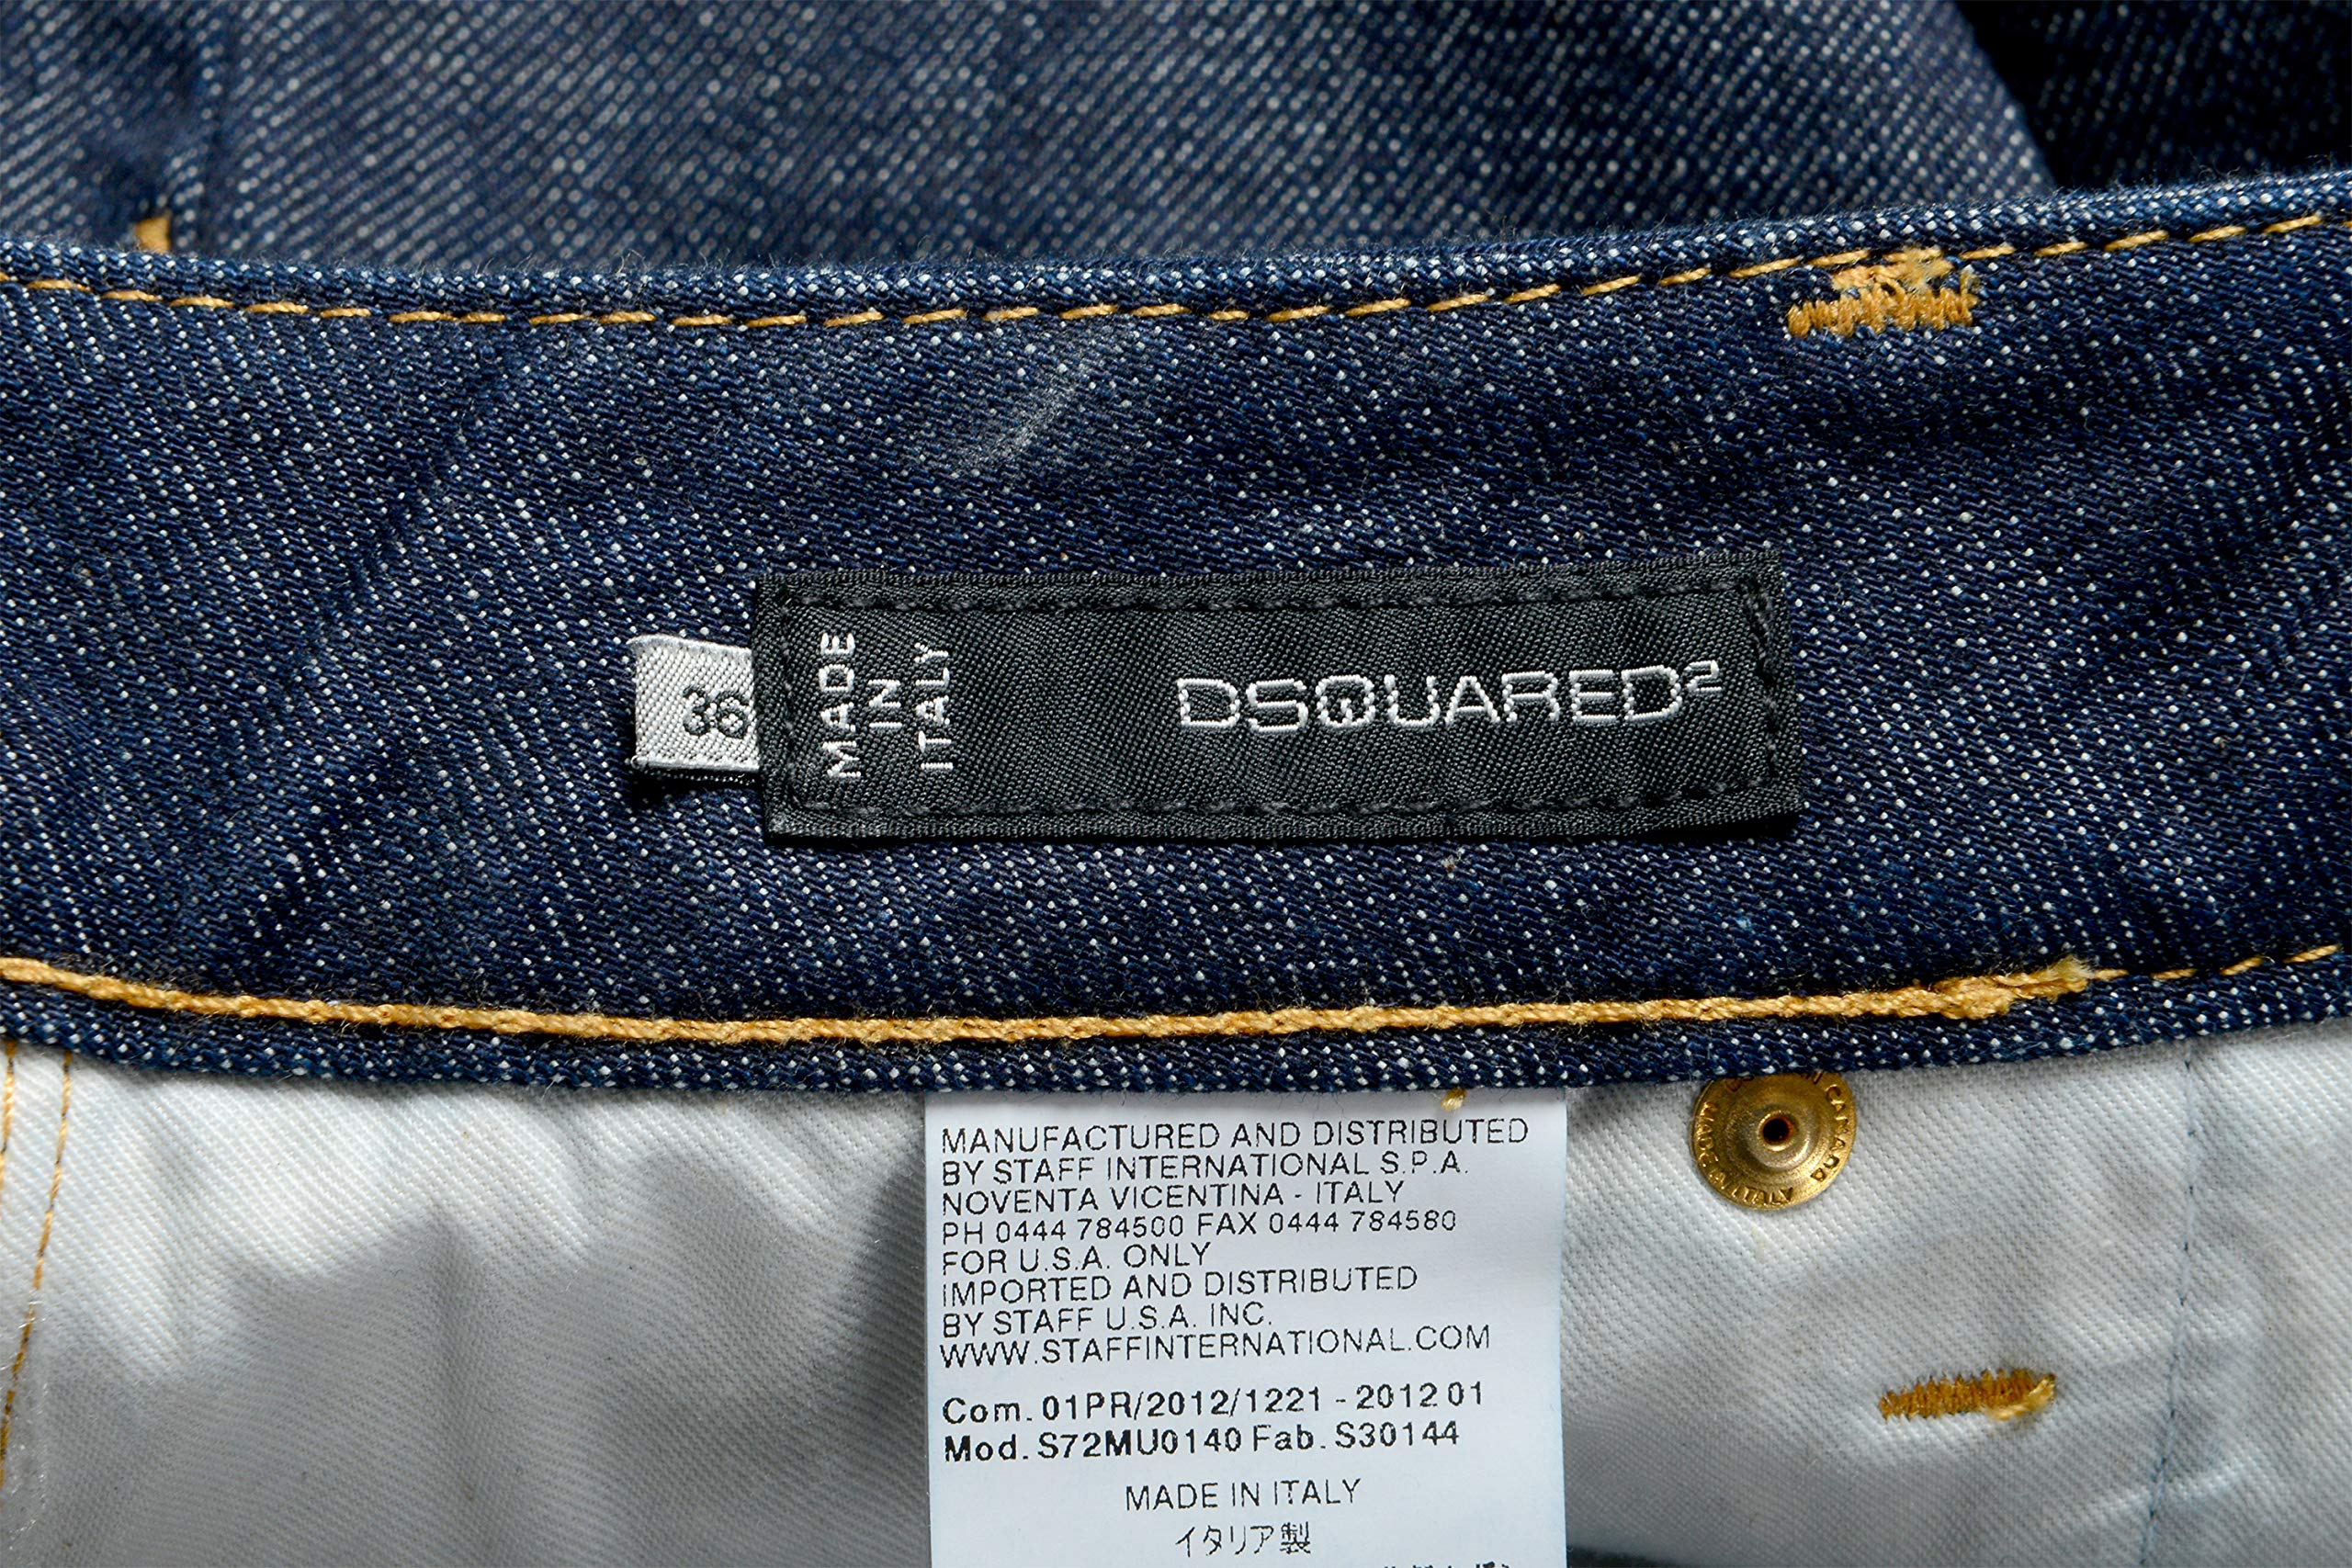 36
MADE
IN
ITALY
DSQUARED2
MANUFACTURED AND DISTRIBUTED
BY STAFF INTERNATIONAL S.P.A.
NOVENTA VICENTINA - ITALY
PH 0444 784500 FAX 0444 784580
FOR U.S.A. ONLY
IMPORTED AND DISTRIBUTED
BY STAFF U.S.A. INC.
WWW.STAFFINTERNATIONAL.COM
Com. 01PR/2012/1221 - 2012 01
Mod. S72MU0140 Fab. S30144
MADE IN ITALY
イタリア製
CANADA